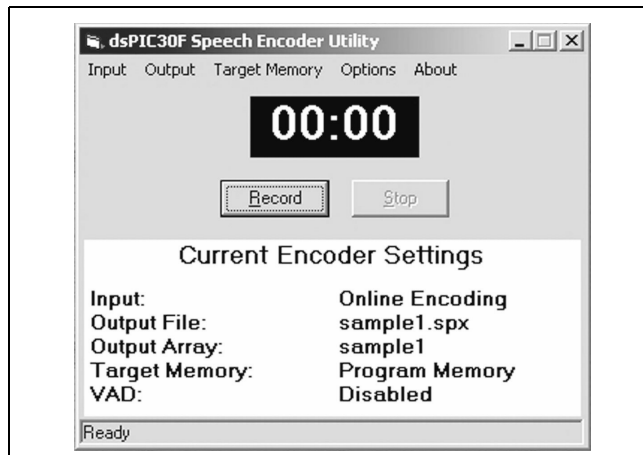 dsPIC30F Speech Encoder Utility
Input Output Target Memory Options About
00:00
Record Stop
Current Encoder Settings
Input: Online Encoding
Output File: sample1.spx
Output Array: sample1
Target Memory: Program Memory
VAD: Disabled
Ready